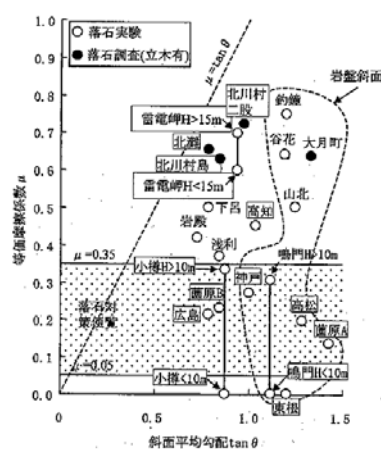 ○ 落石実験
● 落石調査(立木有)
μ=tanθ
岩盤斜面
北川村
二股
釣鐘
雷電岬H>15m
北灘
谷花
大月町
北川村島
雷電岬H<15m
下呂
山北
高知
岩殿
浅利
μ=0.35
小樽H>10m
鳴門H>10m
神戸
落石対
策便覧
蘆原B
広島
高松
蘆原A
μ=0.05
小樽<10m
鳴門H<10m
東根
等価摩擦係数 μ
1.0
0.9
0.8
0.7
0.6
0.5
0.4
0.3
0.2
0.1
0.0
0 0.5 1.0 1.5
斜面平均勾配tanθ